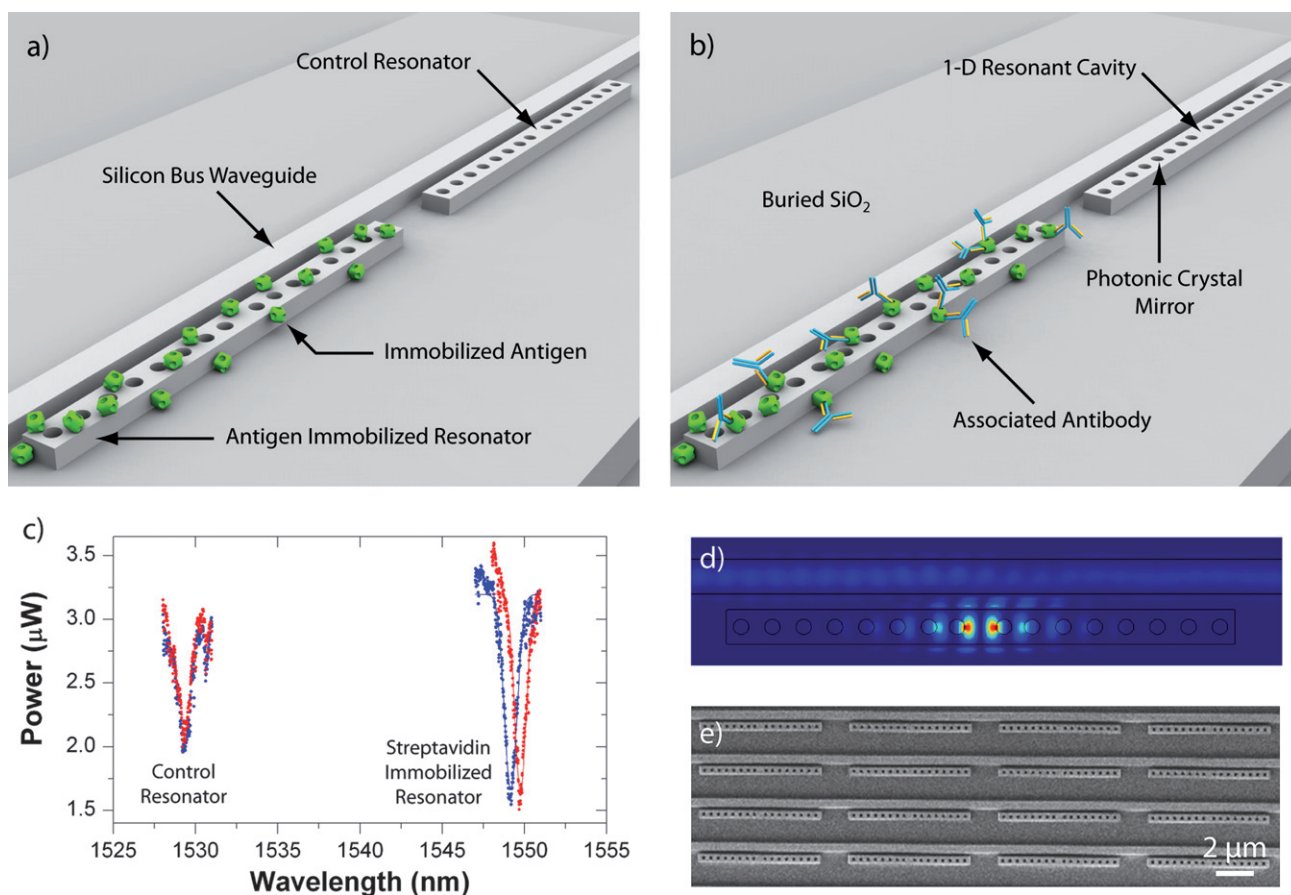 a)
Control Resonator
Silicon Bus Waveguide
Immobilized Antigen
Antigen Immobilized Resonator
b)
1-D Resonant Cavity
Buried SiO₂
Photonic Crystal
Mirror
Associated Antibody
c)
Power (μW)
3.5
3.0
2.5
2.0
1.5
Control
Resonator
Streptavidin
Immobilized
Resonator
1525 1530 1535 1540 1545 1550 1555
Wavelength (nm)
d)
e)
2 μm